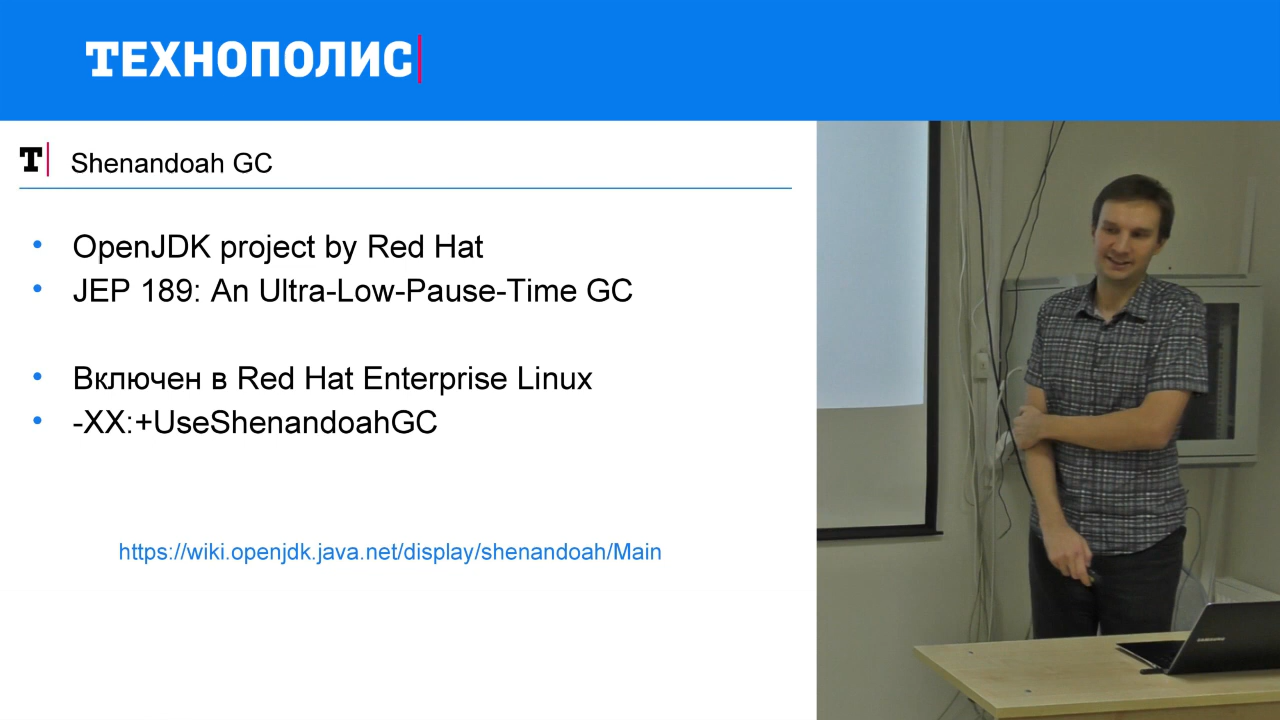 ТЕХНОПОЛИС
T Shenandoah GC
• OpenJDK project by Red Hat
• JEP 189: An Ultra-Low-Pause-Time GC
• Включен в Red Hat Enterprise Linux
• -XX:+UseShenandoahGC
https://wiki.openjdk.java.net/display/shenandoah/Main
SAMSUNG